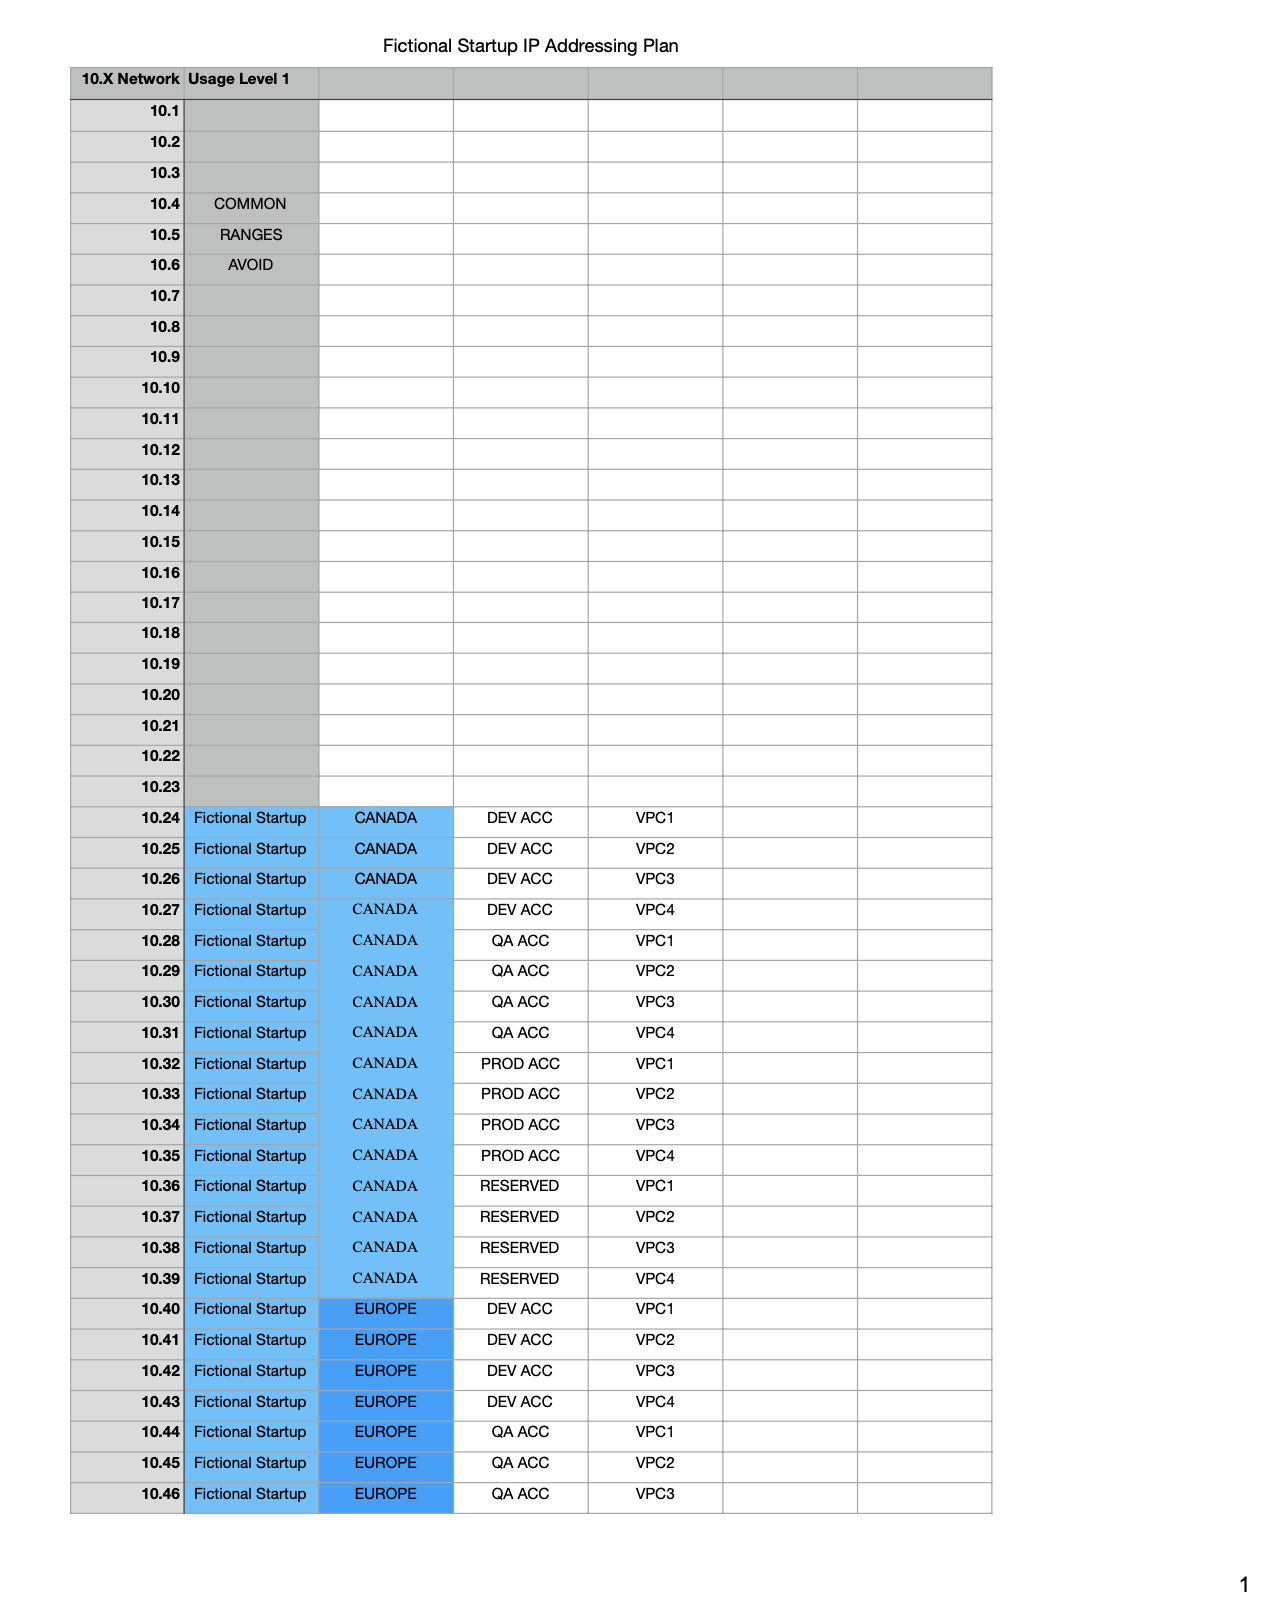 Fictional Startup IP Addressing Plan
10.X Network Usage Level 1
10.1
10.2
10.3
10.4 COMMON
10.5 RANGES
10.6 AVOID
10.7
10.8
10.9
10.10
10.11
10.12
10.13
10.14
10.15
10.16
10.17
10.18
10.19
10.20
10.21
10.22
10.23
10.24 Fictional Startup CANADA DEV ACC VPC1
10.25 Fictional Startup CANADA DEV ACC VPC2
10.26 Fictional Startup CANADA DEV ACC VPC3
10.27 Fictional Startup CANADA DEV ACC VPC4
10.28 Fictional Startup CANADA QA ACC VPC1
10.29 Fictional Startup CANADA QA ACC VPC2
10.30 Fictional Startup CANADA QA ACC VPC3
10.31 Fictional Startup CANADA QA ACC VPC4
10.32 Fictional Startup CANADA PROD ACC VPC1
10.33 Fictional Startup CANADA PROD ACC VPC2
10.34 Fictional Startup CANADA PROD ACC VPC3
10.35 Fictional Startup CANADA PROD ACC VPC4
10.36 Fictional Startup CANADA RESERVED VPC1
10.37 Fictional Startup CANADA RESERVED VPC2
10.38 Fictional Startup CANADA RESERVED VPC3
10.39 Fictional Startup CANADA RESERVED VPC4
10.40 Fictional Startup EUROPE DEV ACC VPC1
10.41 Fictional Startup EUROPE DEV ACC VPC2
10.42 Fictional Startup EUROPE DEV ACC VPC3
10.43 Fictional Startup EUROPE DEV ACC VPC4
10.44 Fictional Startup EUROPE QA ACC VPC1
10.45 Fictional Startup EUROPE QA ACC VPC2
10.46 Fictional Startup EUROPE QA ACC VPC3
1